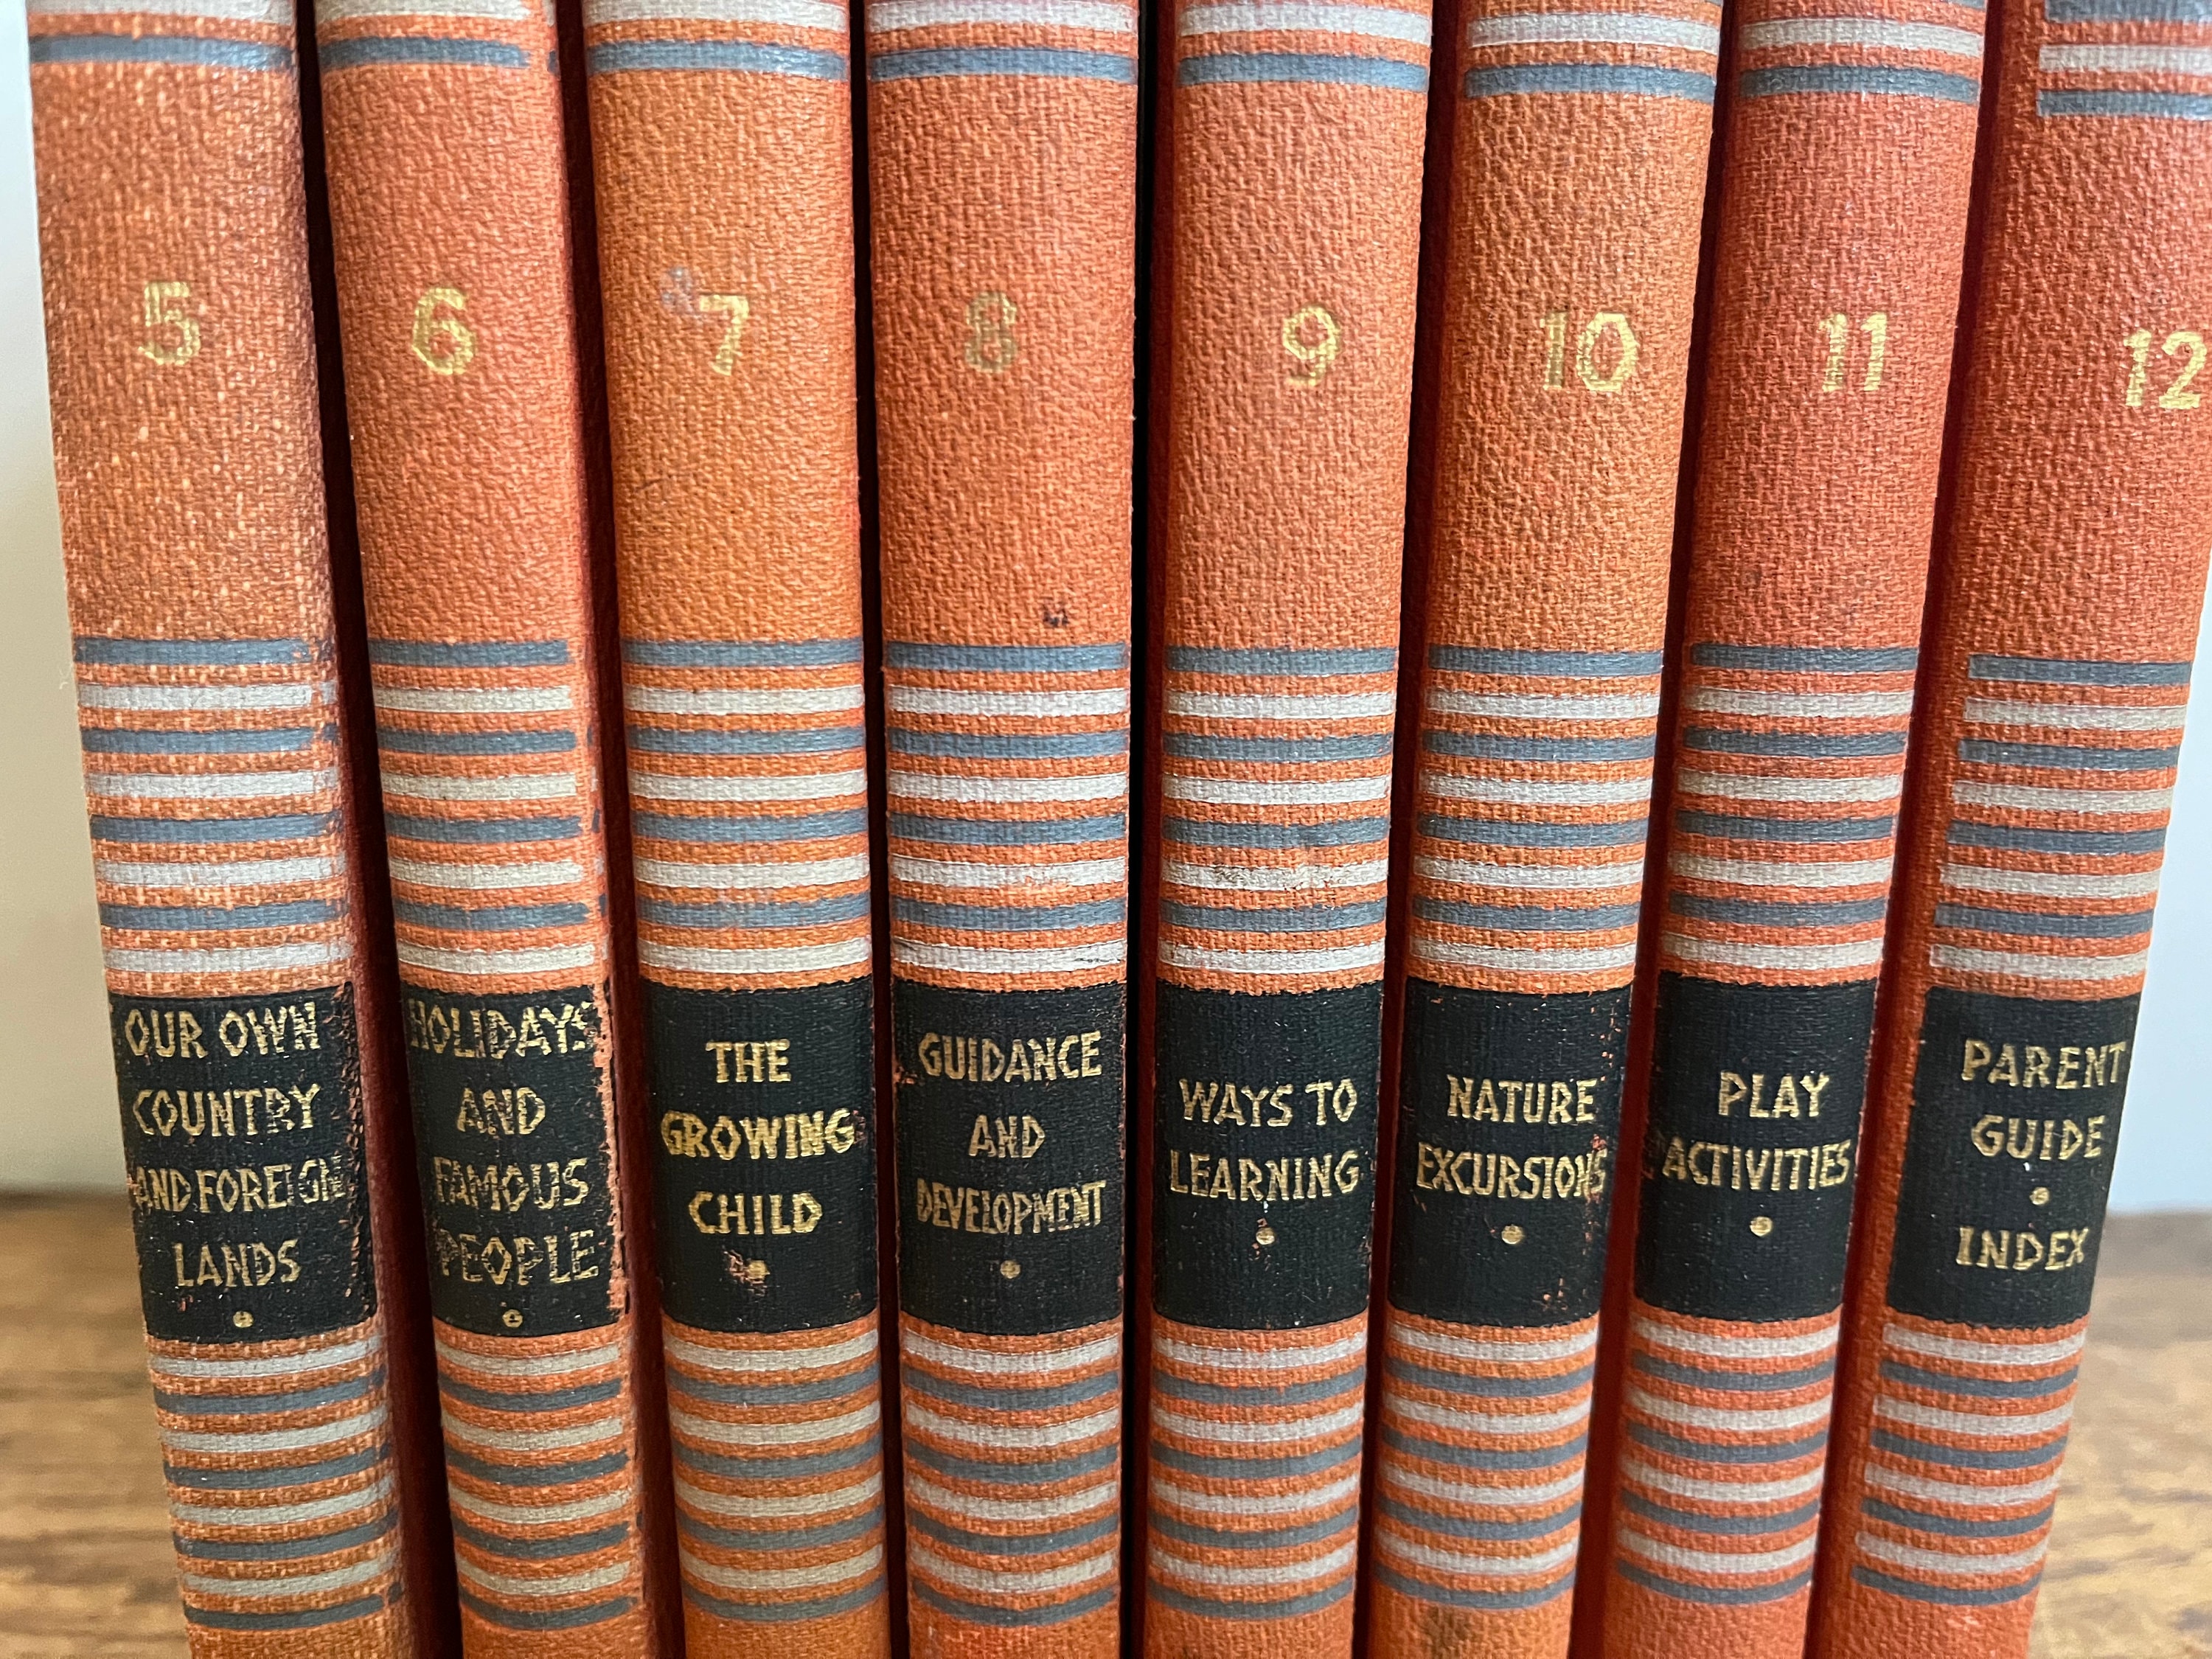 5
OUR OWN
COUNTRY
AND FOREIGN
LANDS
6
HOLIDAYS
AND
FAMOUS
PEOPLE
7
THE
GROWING
CHILD
8
GUIDANCE
AND
DEVELOPMENT
9
WAYS TO
LEARNING
10
NATURE
EXCURSIONS
11
PLAY
ACTIVITIES
12
PARENT
GUIDE
INDEX